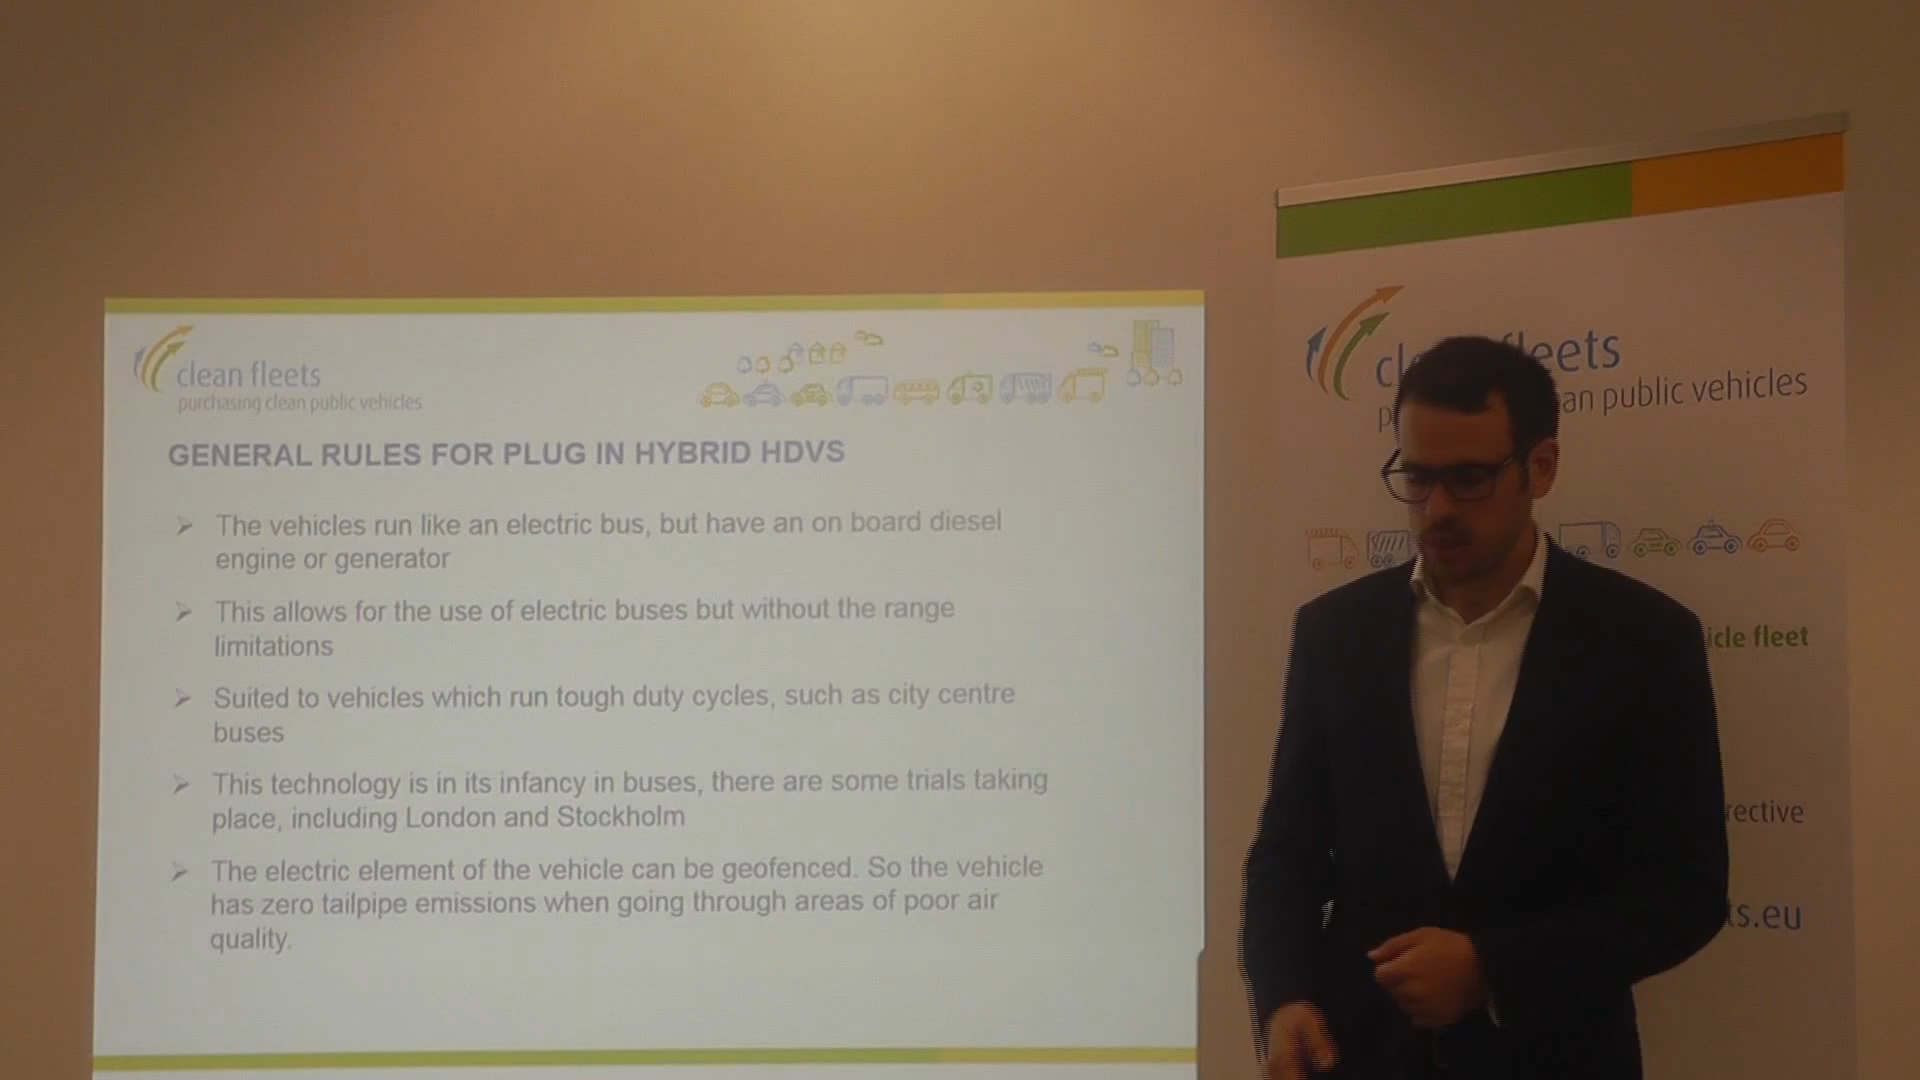 clean fleets
purchasing clean public vehicles
GENERAL RULES FOR PLUG IN HYBRID HDVS
The vehicles run like an electric bus, but have an on board diesel
engine or generator
This allows for the use of electric buses but without the range
limitations
Suited to vehicles which run tough duty cycles, such as city centre
buses
This technology is in its infancy in buses, there are some trials taking
place, including London and Stockholm
The electric element of the vehicle can be geofenced. So the vehicle
has zero tailpipe emissions when going through areas of poor air
quality.
cl fleets
p an public vehicles
icle fleet
rective
ts.eu